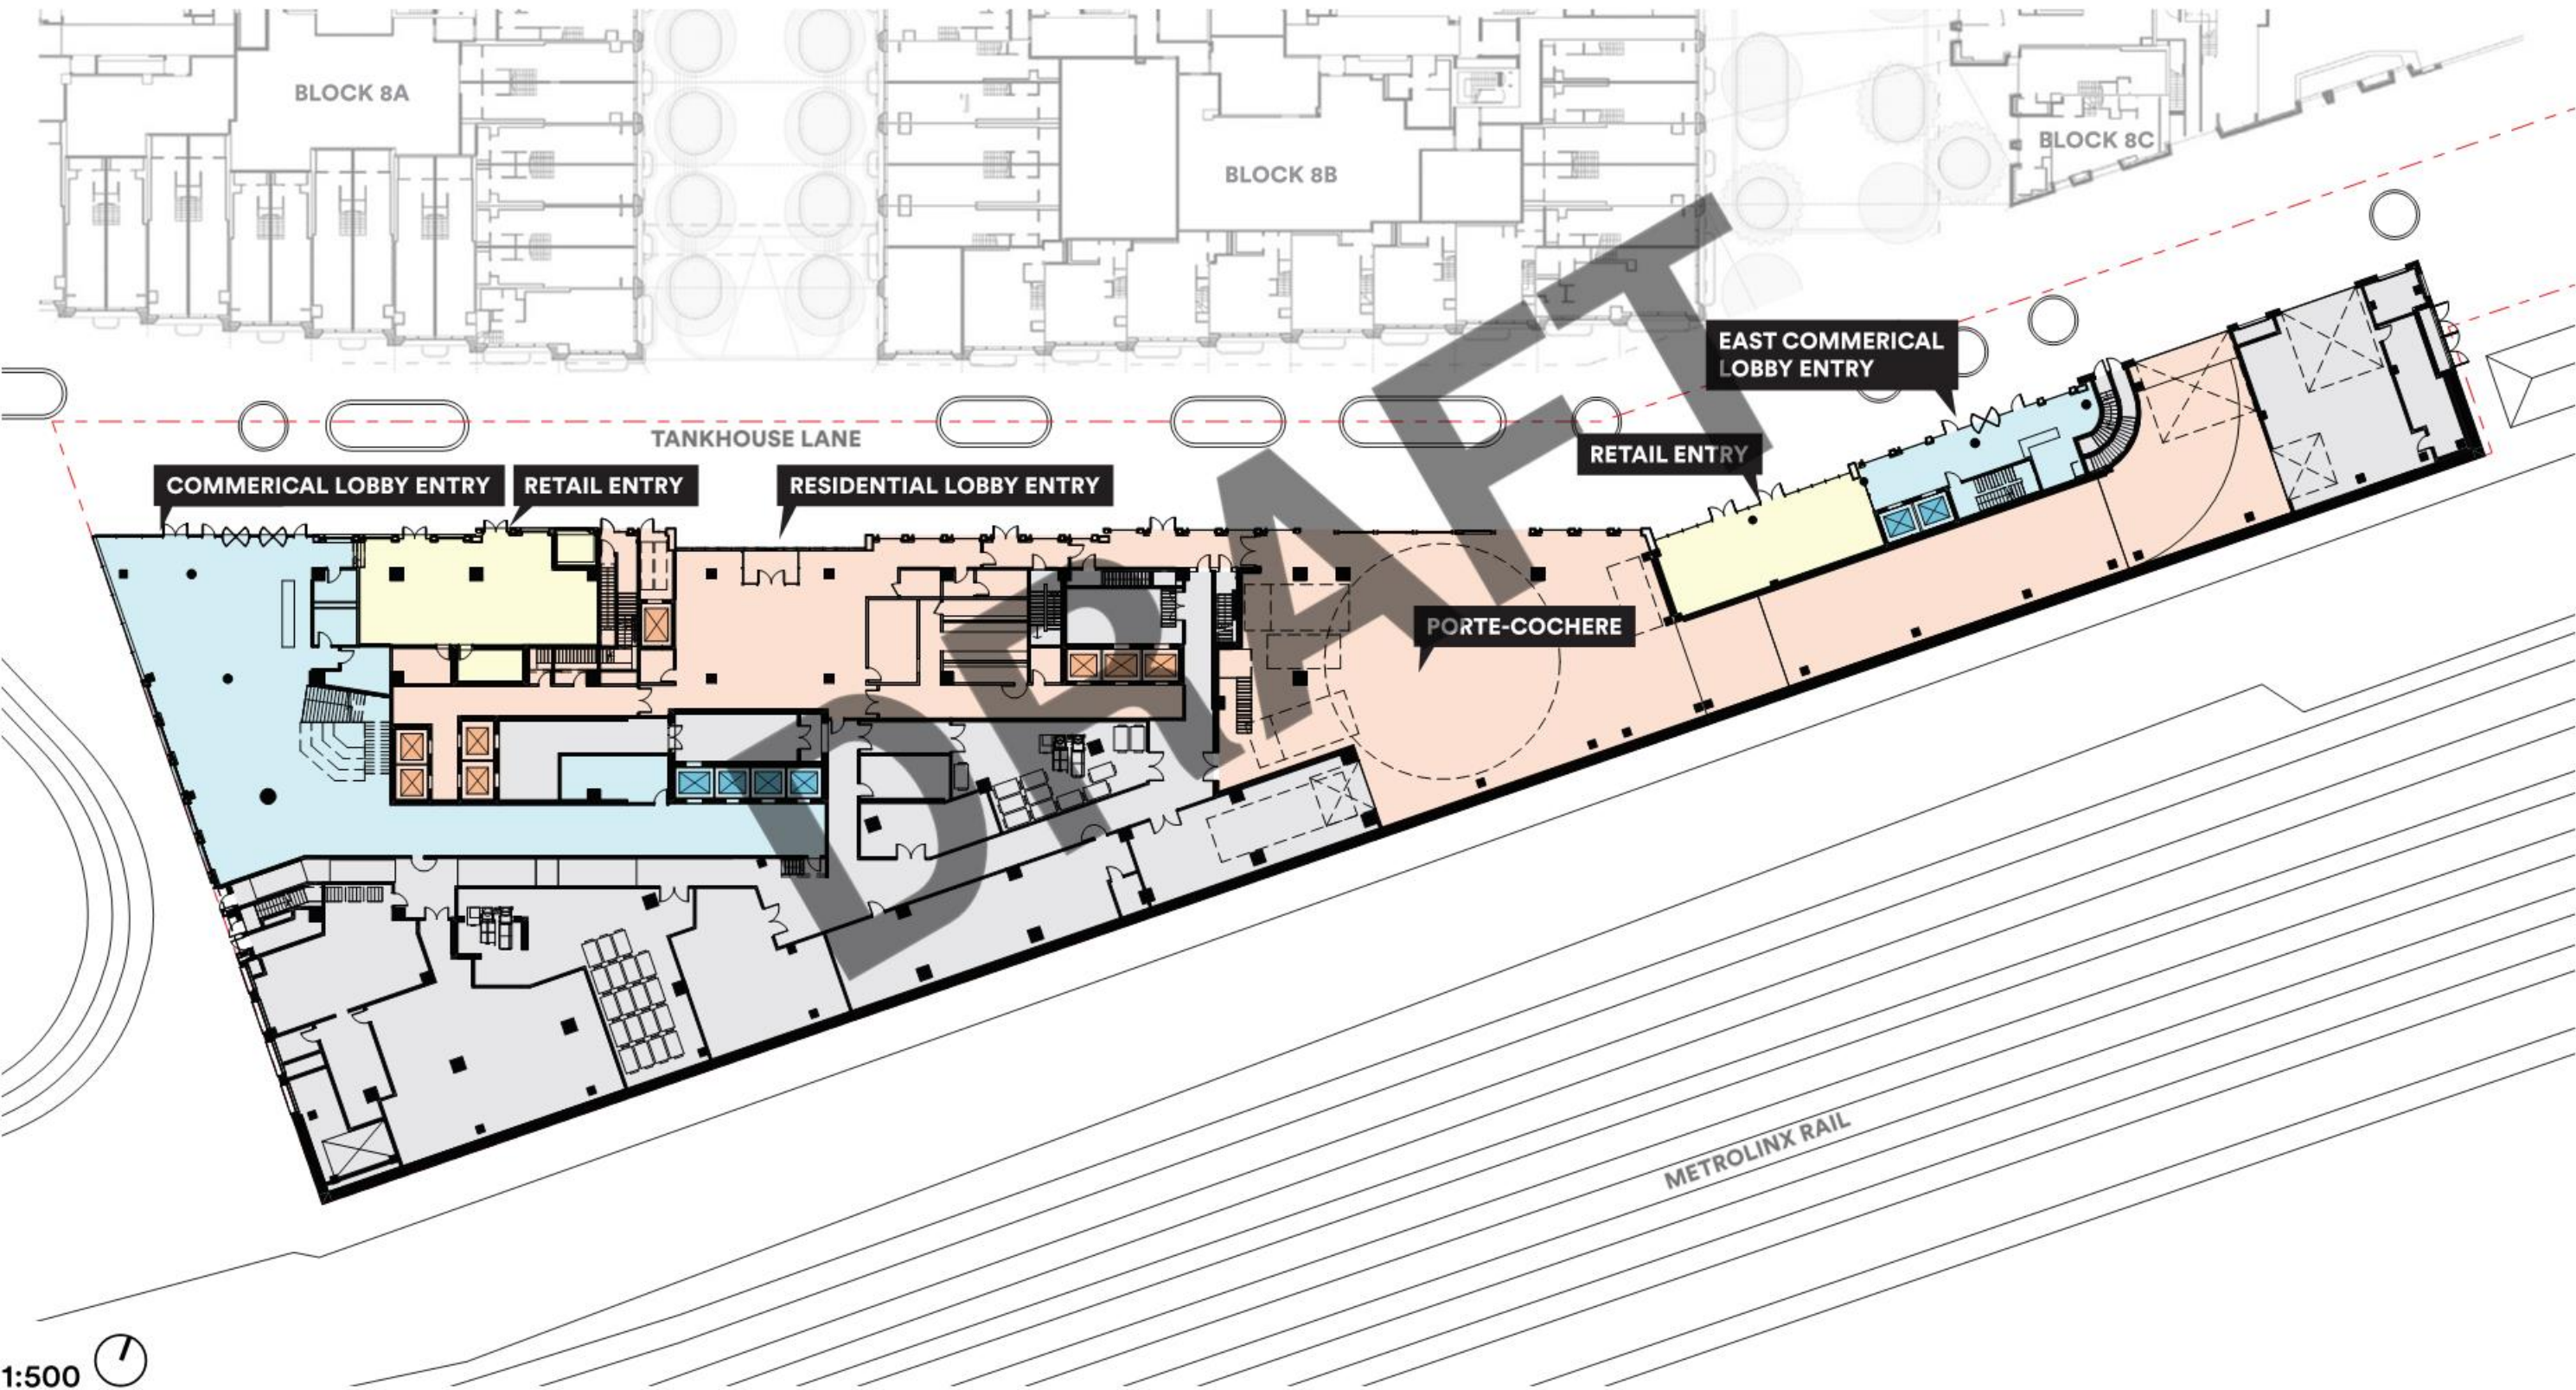 BLOCK 8A
BLOCK 8B
BLOCK 8C
EAST COMMERICAL
LOBBY ENTRY
TANKHOUSE LANE
RETAIL ENTRY
COMMERICAL LOBBY ENTRY
RETAIL ENTRY
RESIDENTIAL LOBBY ENTRY
PORTE-COCHERE
DRAFT
METROLINX RAIL
1:500